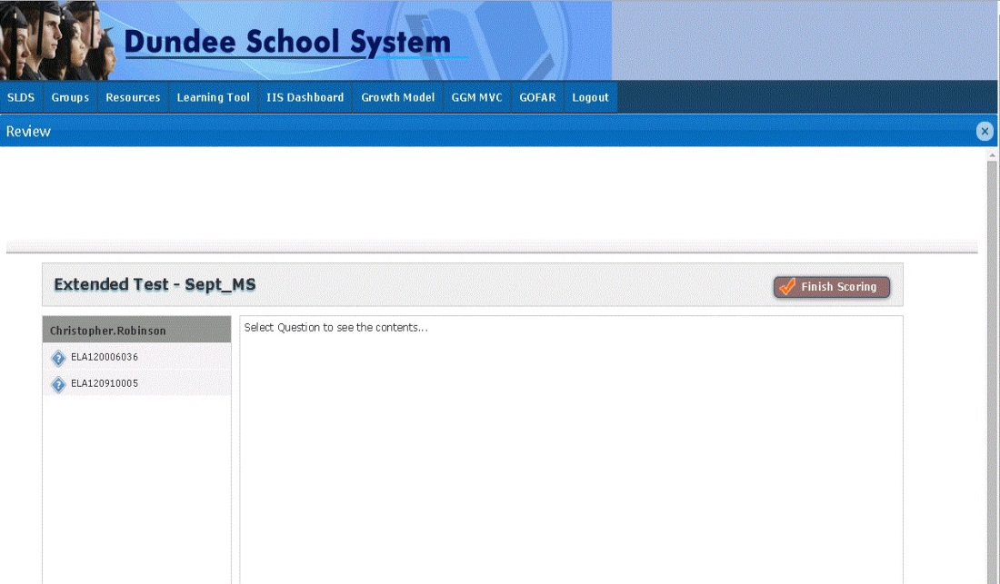 Dundee School System
SLDS Groups Resources Learning Tool IIS Dashboard Growth Model GGM MVC GOFAR Logout
Review
Extended Test - Sept_MS
Finish Scoring
Christopher.Robinson
Select Question to see the contents...
ELA120006036
ELA120910005